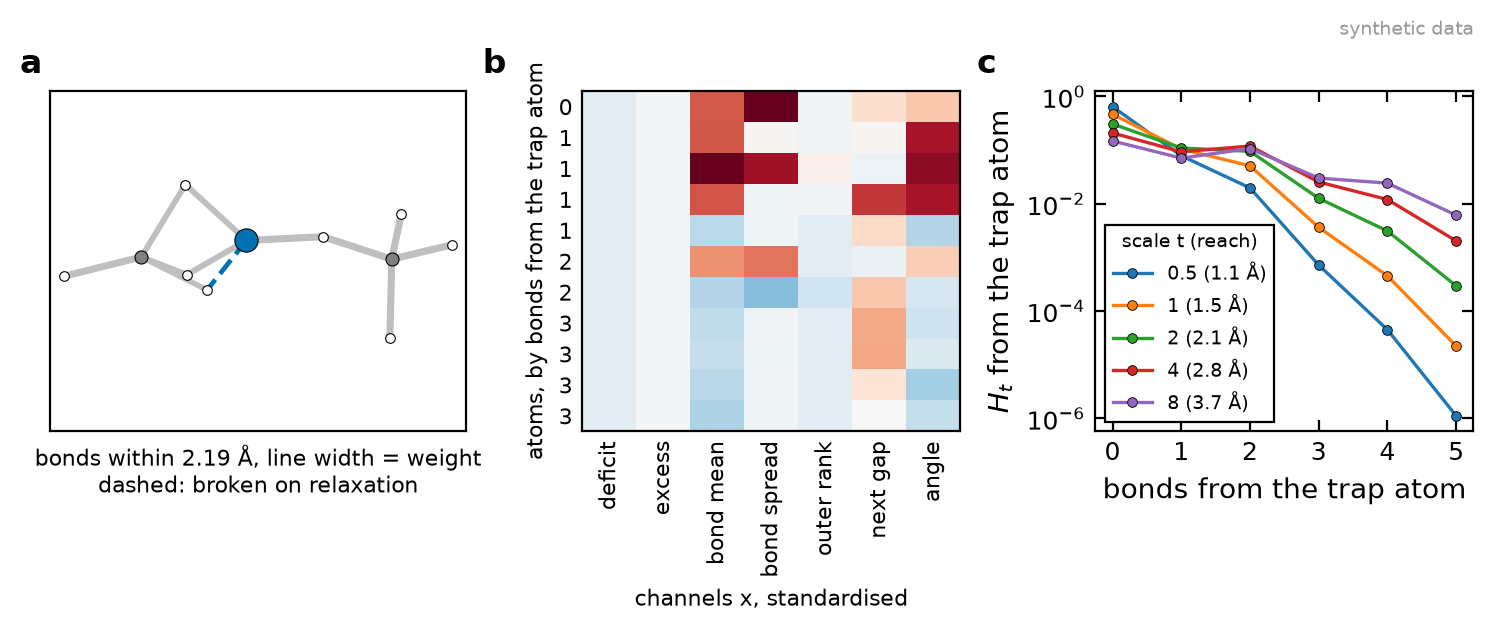 synthetic data
a
bonds within 2.19 Å, line width = weight
dashed: broken on relaxation
b
atoms, by bonds from the trap atom
0
1
1
1
1
2
2
3
3
3
3
deficit
excess
bond mean
bond spread
outer rank
next gap
angle
channels x, standardised
c
H_t from the trap atom
10⁰
10⁻²
10⁻⁴
10⁻⁶
scale t (reach)
0.5 (1.1 Å)
1 (1.5 Å)
2 (2.1 Å)
4 (2.8 Å)
8 (3.7 Å)
0 1 2 3 4 5
bonds from the trap atom